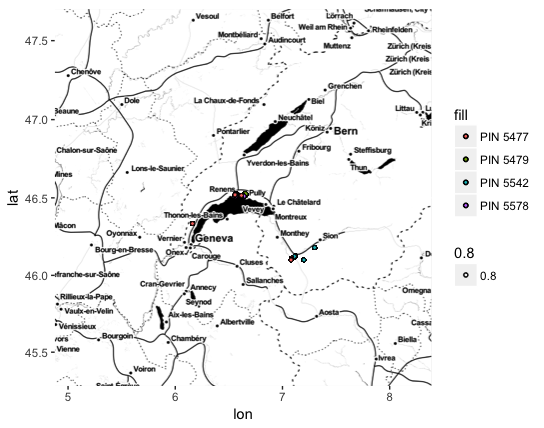 Vesoul
Belfort
Lörrach
Weil am Rhein
Rheinfelden
47.5
Montbéliard
Audincourt
Muttenz
Zürich (Kreis
Zürich (Kreis
Zürich (Kreis
Chenôve
Grenchen
Dole
La Chaux-de-Fonds
Biel
Littau
Beaune
47.0
Neuchâtel
Pontarlier
Köniz
Bern
fill
Chalon-sur-Saône
Fribourg
Steffisburg
PIN 5477
Lons-le-Saunier
Yverdon-les-Bains
Thun
PIN 5479
PIN 5542
PIN 5578
lat
46.5
Renens
Pully
Le Châtelard
Thonon-les-Bains
Vevey
Montreux
Mâcon
Oyonnax
Vernier
Geneva
Monthey
Sion
Bourg-en-Bresse
Onex
Carouge
0.8
46.0
franche-sur-Saône
Cluses
0.8
Cran-Gevrier
Annecy
Sallanches
Omegna
Rillieux-la-Pape
Seynod
Vaulx-en-Velin
Aix-les-Bains
Albertville
Aosta
Vénissieux
Bourgoin
Chambéry
Biella
45.5
Vienne
Ivrea
Voiron
5
6
7
8
lon